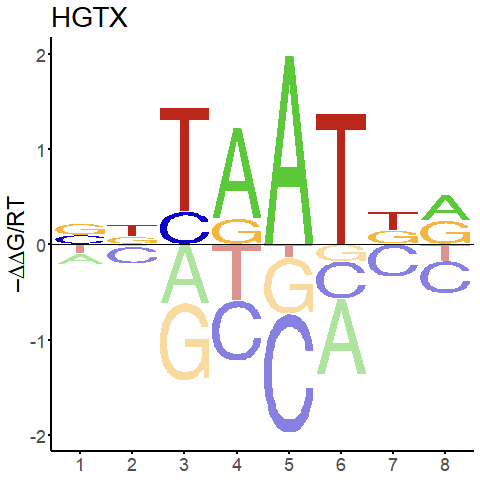 HGTX
−ΔΔG/RT
2
1
0
-1
-2
G T T A A T T A
C G C G G G
T C A T T G G T
A G C G C C C
C A
1 2 3 4 5 6 7 8